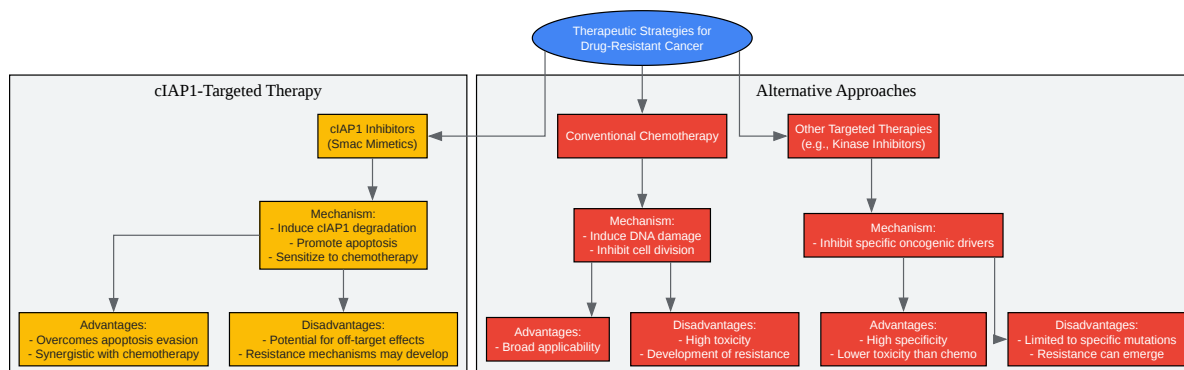 Therapeutic Strategies for
Drug-Resistant Cancer
cIAP1-Targeted Therapy
Alternative Approaches
cIAP1 Inhibitors
(Smac Mimetics)
Conventional Chemotherapy
Other Targeted Therapies
(e.g., Kinase Inhibitors)
Mechanism:
- Induce cIAP1 degradation
- Promote apoptosis
- Sensitize to chemotherapy
Mechanism:
- Induce DNA damage
- Inhibit cell division
Mechanism:
- Inhibit specific oncogenic drivers
Advantages:
- Overcomes apoptosis evasion
- Synergistic with chemotherapy
Disadvantages:
- Potential for off-target effects
- Resistance mechanisms may develop
Advantages:
- Broad applicability
Disadvantages:
- High toxicity
- Development of resistance
Advantages:
- High specificity
- Lower toxicity than chemo
Disadvantages:
- Limited to specific mutations
- Resistance can emerge